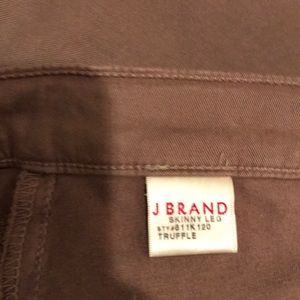 J BRAND
SKINNY LEG
STY#811K120
TRUFFLE